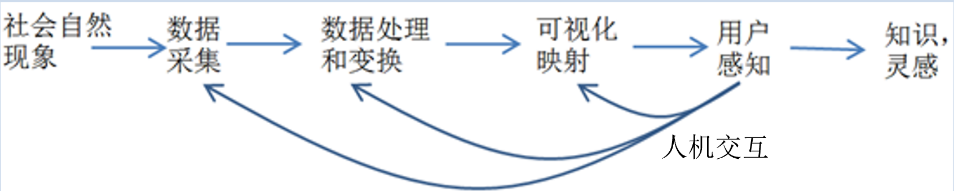 社会自然
现象
数据
采集
数据处理
和变换
可视化
映射
用户
感知
知识，
灵感
人机交互